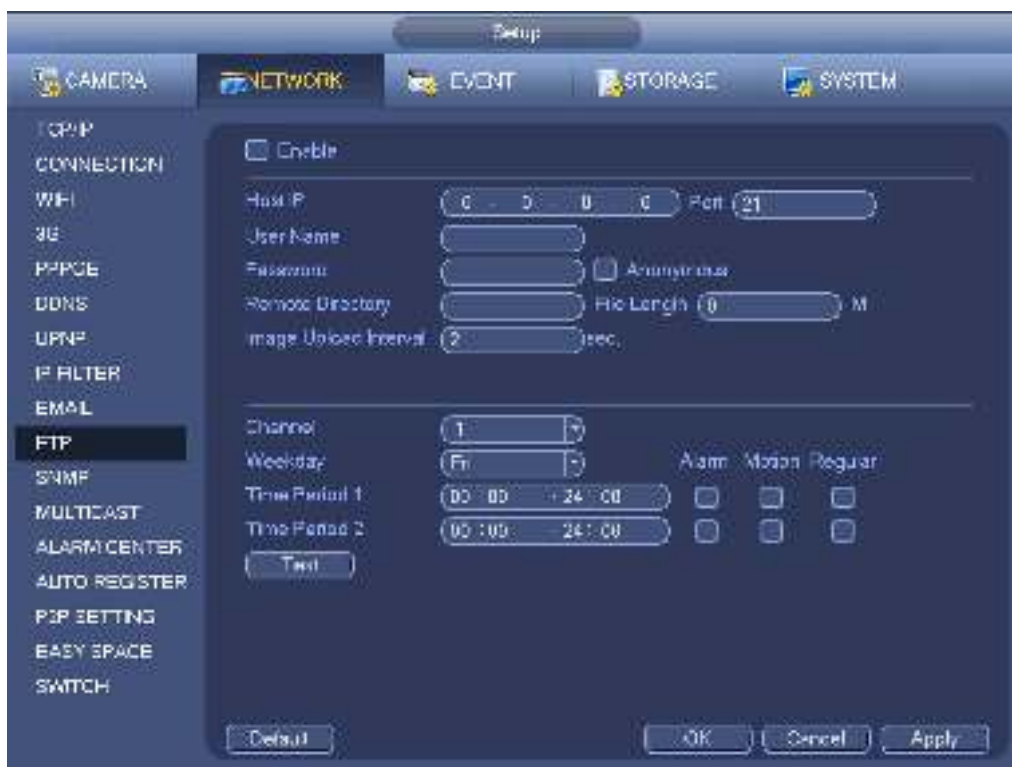 Setup
CAMERA NETWORK EVENT STORAGE SYSTEM
TCP/IP
CONNECTION
WIFI
3G
PPPOE
DDNS
UPNP
IP FILTER
EMAIL
FTP
SNMP
MULTICAST
ALARM CENTER
AUTO REGISTER
P2P SETTING
EASY SPACE
SWITCH
Enable
Host IP 0 . 0 . 0 . 0 Port 21
User Name
Password Anonymous
Remote Directory File Length 0 M
Image Upload Interval 2 sec.
Channel 1
Weekday Fri Alarm Motion Regular
Time Period 1 00 : 00 - 24 : 00
Time Period 2 00 : 00 - 24 : 00
Test
Default OK Cancel Apply